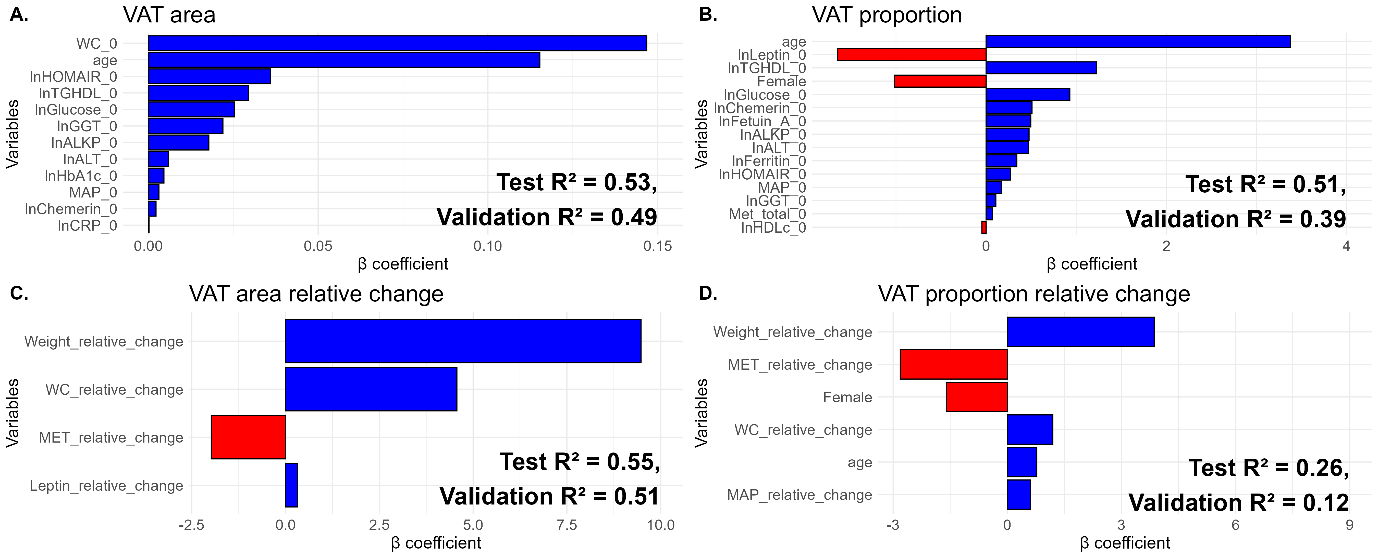 A.
VAT area
Variables
WC_0
age
lnHOMAIR_0
lnTGHDL_0
lnGlucose_0
lnGGT_0
lnALKP_0
lnALT_0
lnHbA1c_0
MAP_0
lnChemerin_0
lnCRP_0
Test R² = 0.53,
Validation R² = 0.49
0.00 0.05 0.10 0.15
β coefficient
B.
VAT proportion
Variables
age
lnLeptin_0
lnTGHDL_0
Female
lnGlucose_0
lnChemerin_0
lnFetuin_A_0
lnALKP_0
lnALT_0
lnFerritin_0
lnHOMAIR_0
MAP_0
lnGGT_0
Met_total_0
lnHDLc_0
Test R² = 0.51,
Validation R² = 0.39
0 2 4
β coefficient
C.
VAT area relative change
Variables
Weight_relative_change
WC_relative_change
MET_relative_change
Leptin_relative_change
Test R² = 0.55,
Validation R² = 0.51
-2.5 0.0 2.5 5.0 7.5 10.0
β coefficient
D.
VAT proportion relative change
Variables
Weight_relative_change
MET_relative_change
Female
WC_relative_change
age
MAP_relative_change
Test R² = 0.26,
Validation R² = 0.12
-3 0 3 6 9
β coefficient